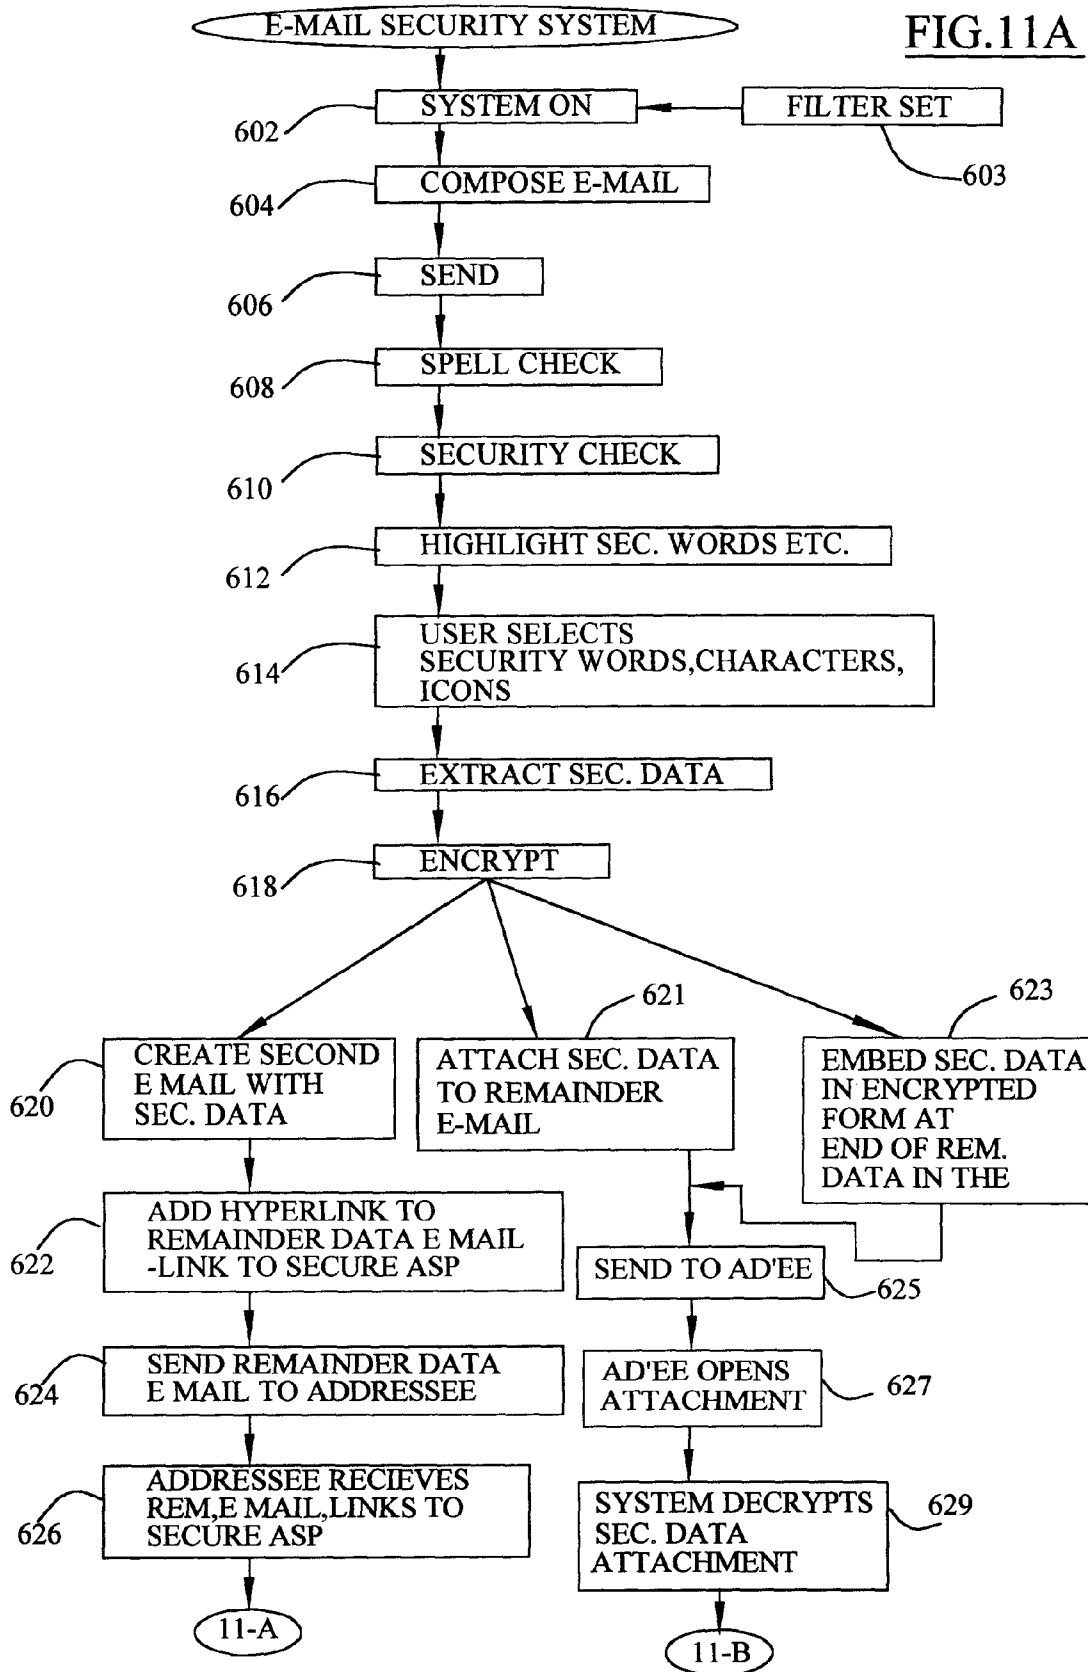 E-MAIL SECURITY SYSTEM
FIG.11A
SYSTEM ON
FILTER SET
602
603
COMPOSE E-MAIL
604
SEND
606
SPELL CHECK
608
SECURITY CHECK
610
HIGHLIGHT SEC. WORDS ETC.
612
USER SELECTS
SECURITY WORDS,CHARACTERS,
ICONS
614
EXTRACT SEC. DATA
616
ENCRYPT
618
621
623
CREATE SECOND
E MAIL WITH
SEC. DATA
620
ATTACH SEC. DATA
TO REMAINDER
E-MAIL
EMBED SEC. DATA
IN ENCRYPTED
FORM AT
END OF REM.
DATA IN THE
ADD HYPERLINK TO
REMAINDER DATA E MAIL
-LINK TO SECURE ASP
622
SEND TO AD'EE
625
SEND REMAINDER DATA
E MAIL TO ADDRESSEE
624
AD'EE OPENS
ATTACHMENT
627
ADDRESSEE RECIEVES
REM,E MAIL,LINKS TO
SECURE ASP
626
SYSTEM DECRYPTS
SEC. DATA
ATTACHMENT
629
11-A
11-B